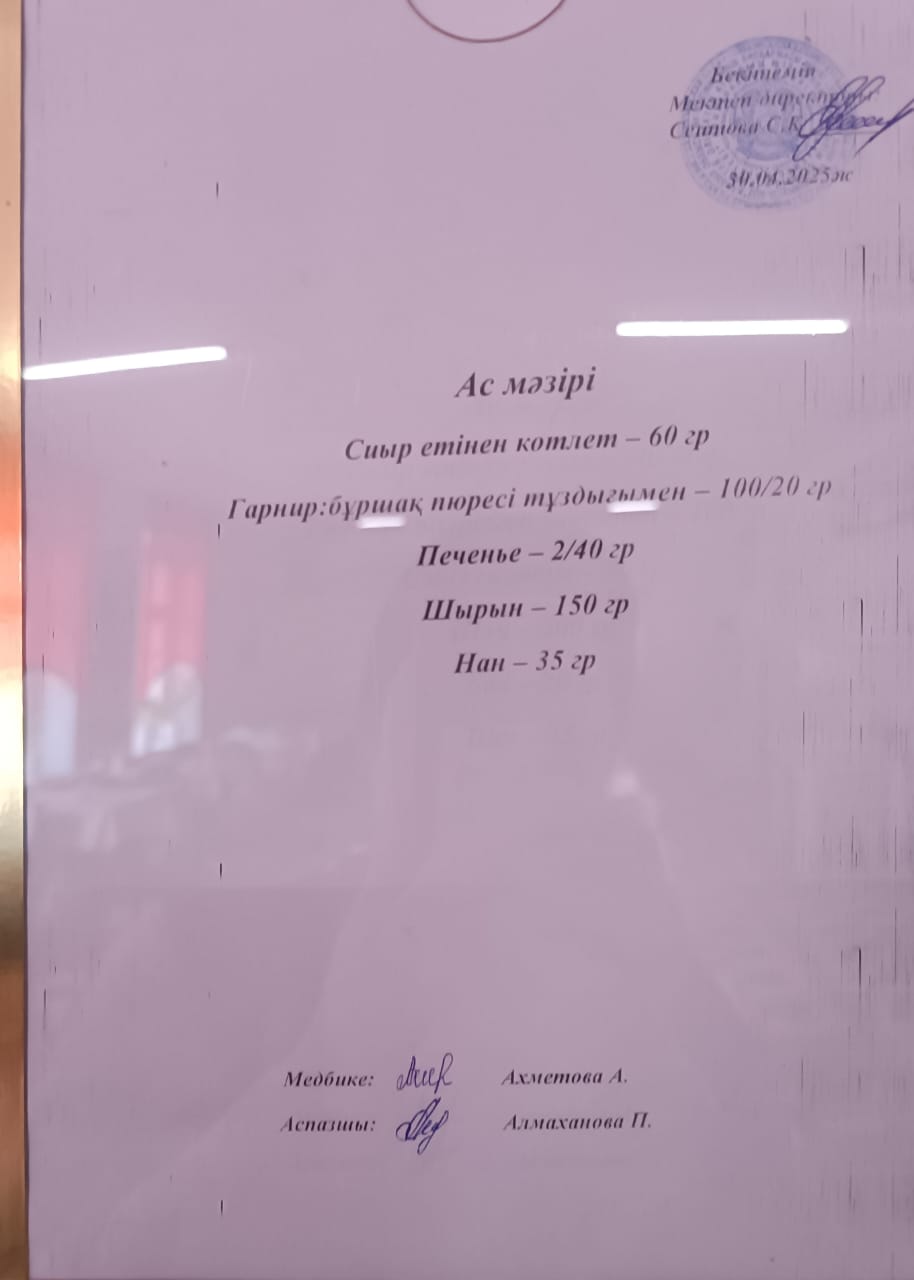 Бекітемін
Мектеп директоры
Сеитова С.К
30.04.2025ж
Ас мәзірі
Сиыр етінен котлет – 60 гр
Гарнир:бұршақ пюресі тұздығымен – 100/20 гр
Печенье – 2/40 гр
Шырын – 150 гр
Нан – 35 гр
Медбике: Ахметова А.
Аспазшы: Алмаханова П.